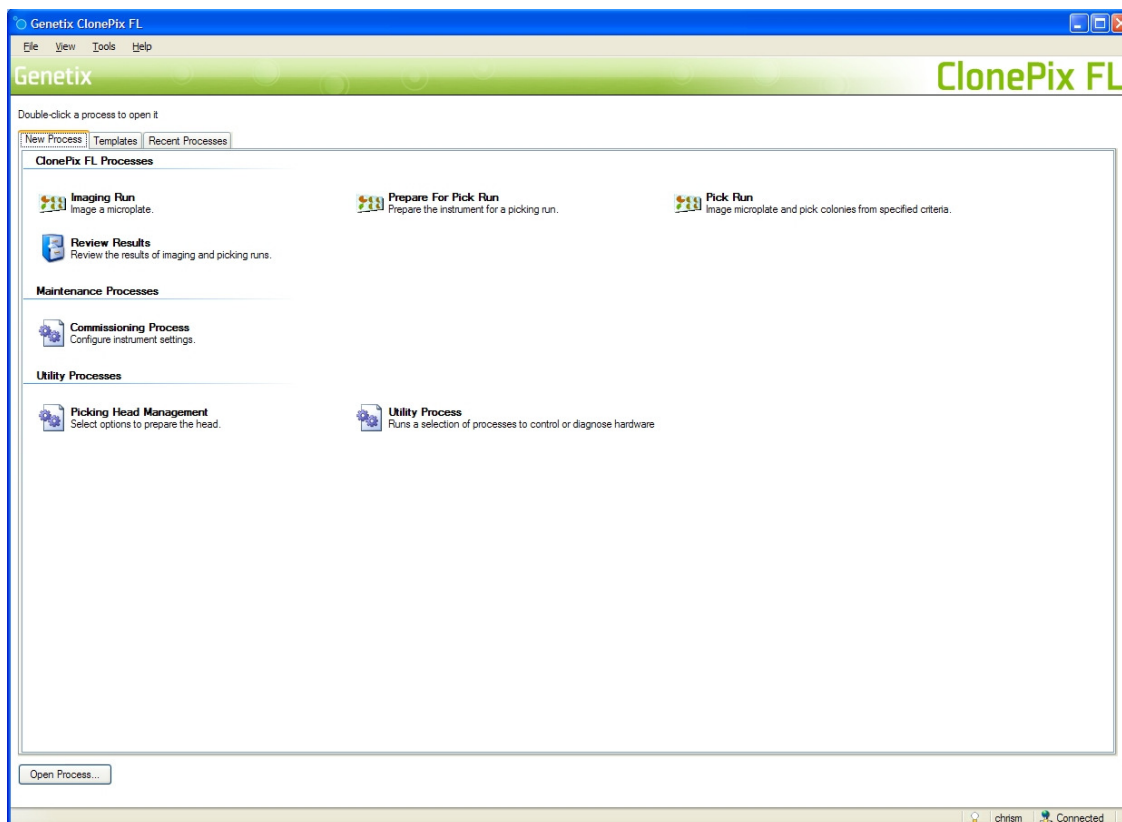 Genetix ClonePix FL
File View Tools Help
Genetix ClonePix FL
Double-click a process to open it
New Process Templates Recent Processes
ClonePix FL Processes
Imaging Run Prepare For Pick Run Pick Run
Image a microplate. Prepare the instrument for a picking run. Image microplate and pick colonies from specified criteria.
Review Results
Review the results of imaging and picking runs.
Maintenance Processes
Commissioning Process
Configure instrument settings.
Utility Processes
Picking Head Management Utility Process
Select options to prepare the head. Runs a selection of processes to control or diagnose hardware
Open Process...
chrism Connected